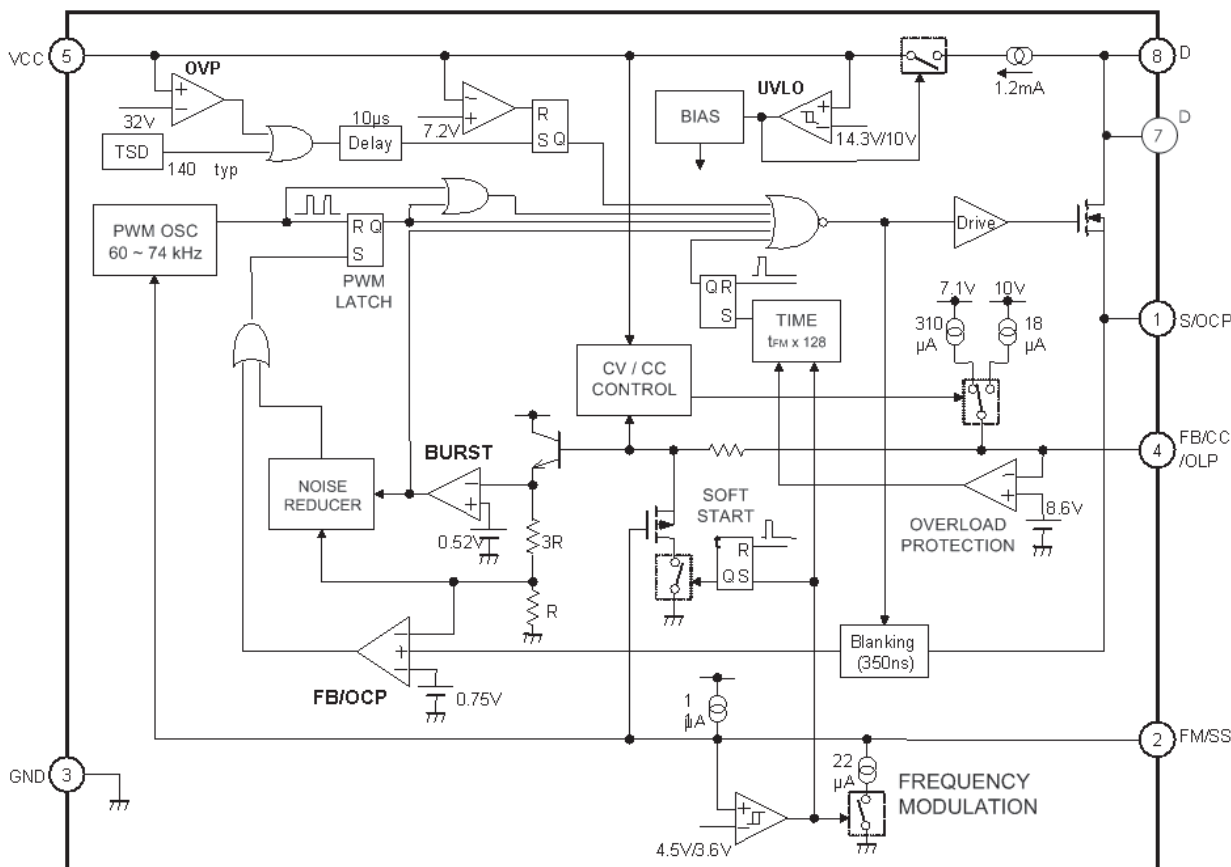 VCC
5
OVP
+
−
32V
TSD
140 typ
10µs
Delay
−
+
7.2V
R
S Q
BIAS
UVLO
+
−
14.3V/10V
1.2mA
8
D
7
D
PWM OSC
60 ~ 74 kHz
R Q
S
PWM
LATCH
Drive
Q R
S
TIME
tFM x 128
7.1V
10V
310
µA
18
µA
1
S/OCP
CV / CC
CONTROL
BURST
−
+
0.52V
NOISE
REDUCER
3R
R
SOFT
START
R
Q S
4
FB/CC
/OLP
−
+
8.6V
OVERLOAD
PROTECTION
Blanking
(350ns)
−
+
−
FB/OCP
0.75V
1
µA
2
FM/SS
22
µA
FREQUENCY
MODULATION
+
−
4.5V/3.6V
GND
3